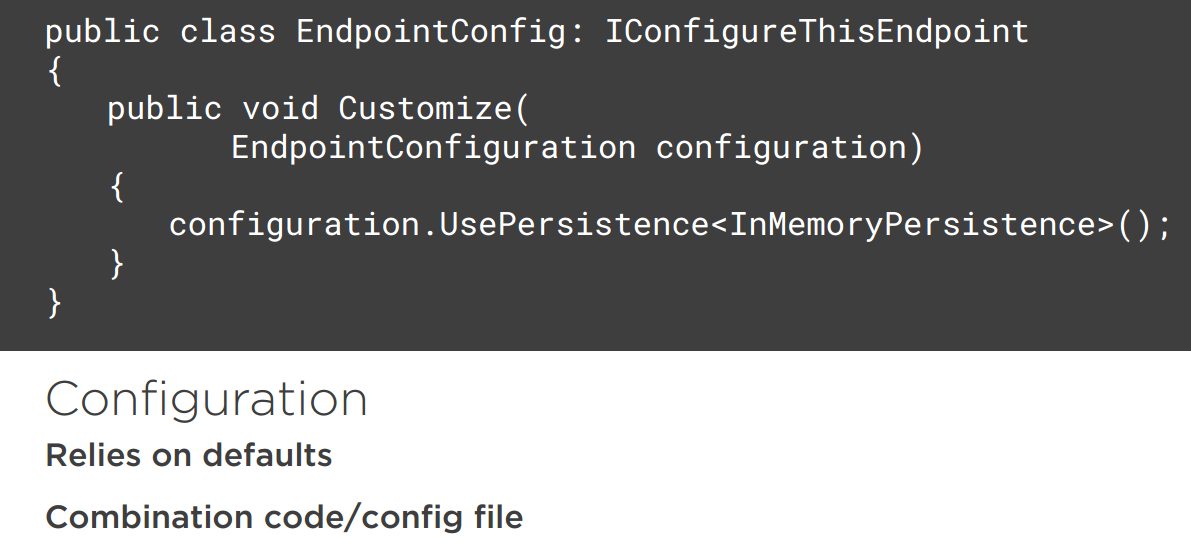 public class EndpointConfig: IConfigureThisEndpoint
{
public void Customize(
EndpointConfiguration configuration)
{
configuration.UsePersistence<InMemoryPersistence>();
}
}
Configuration
Relies on defaults
Combination code/config file